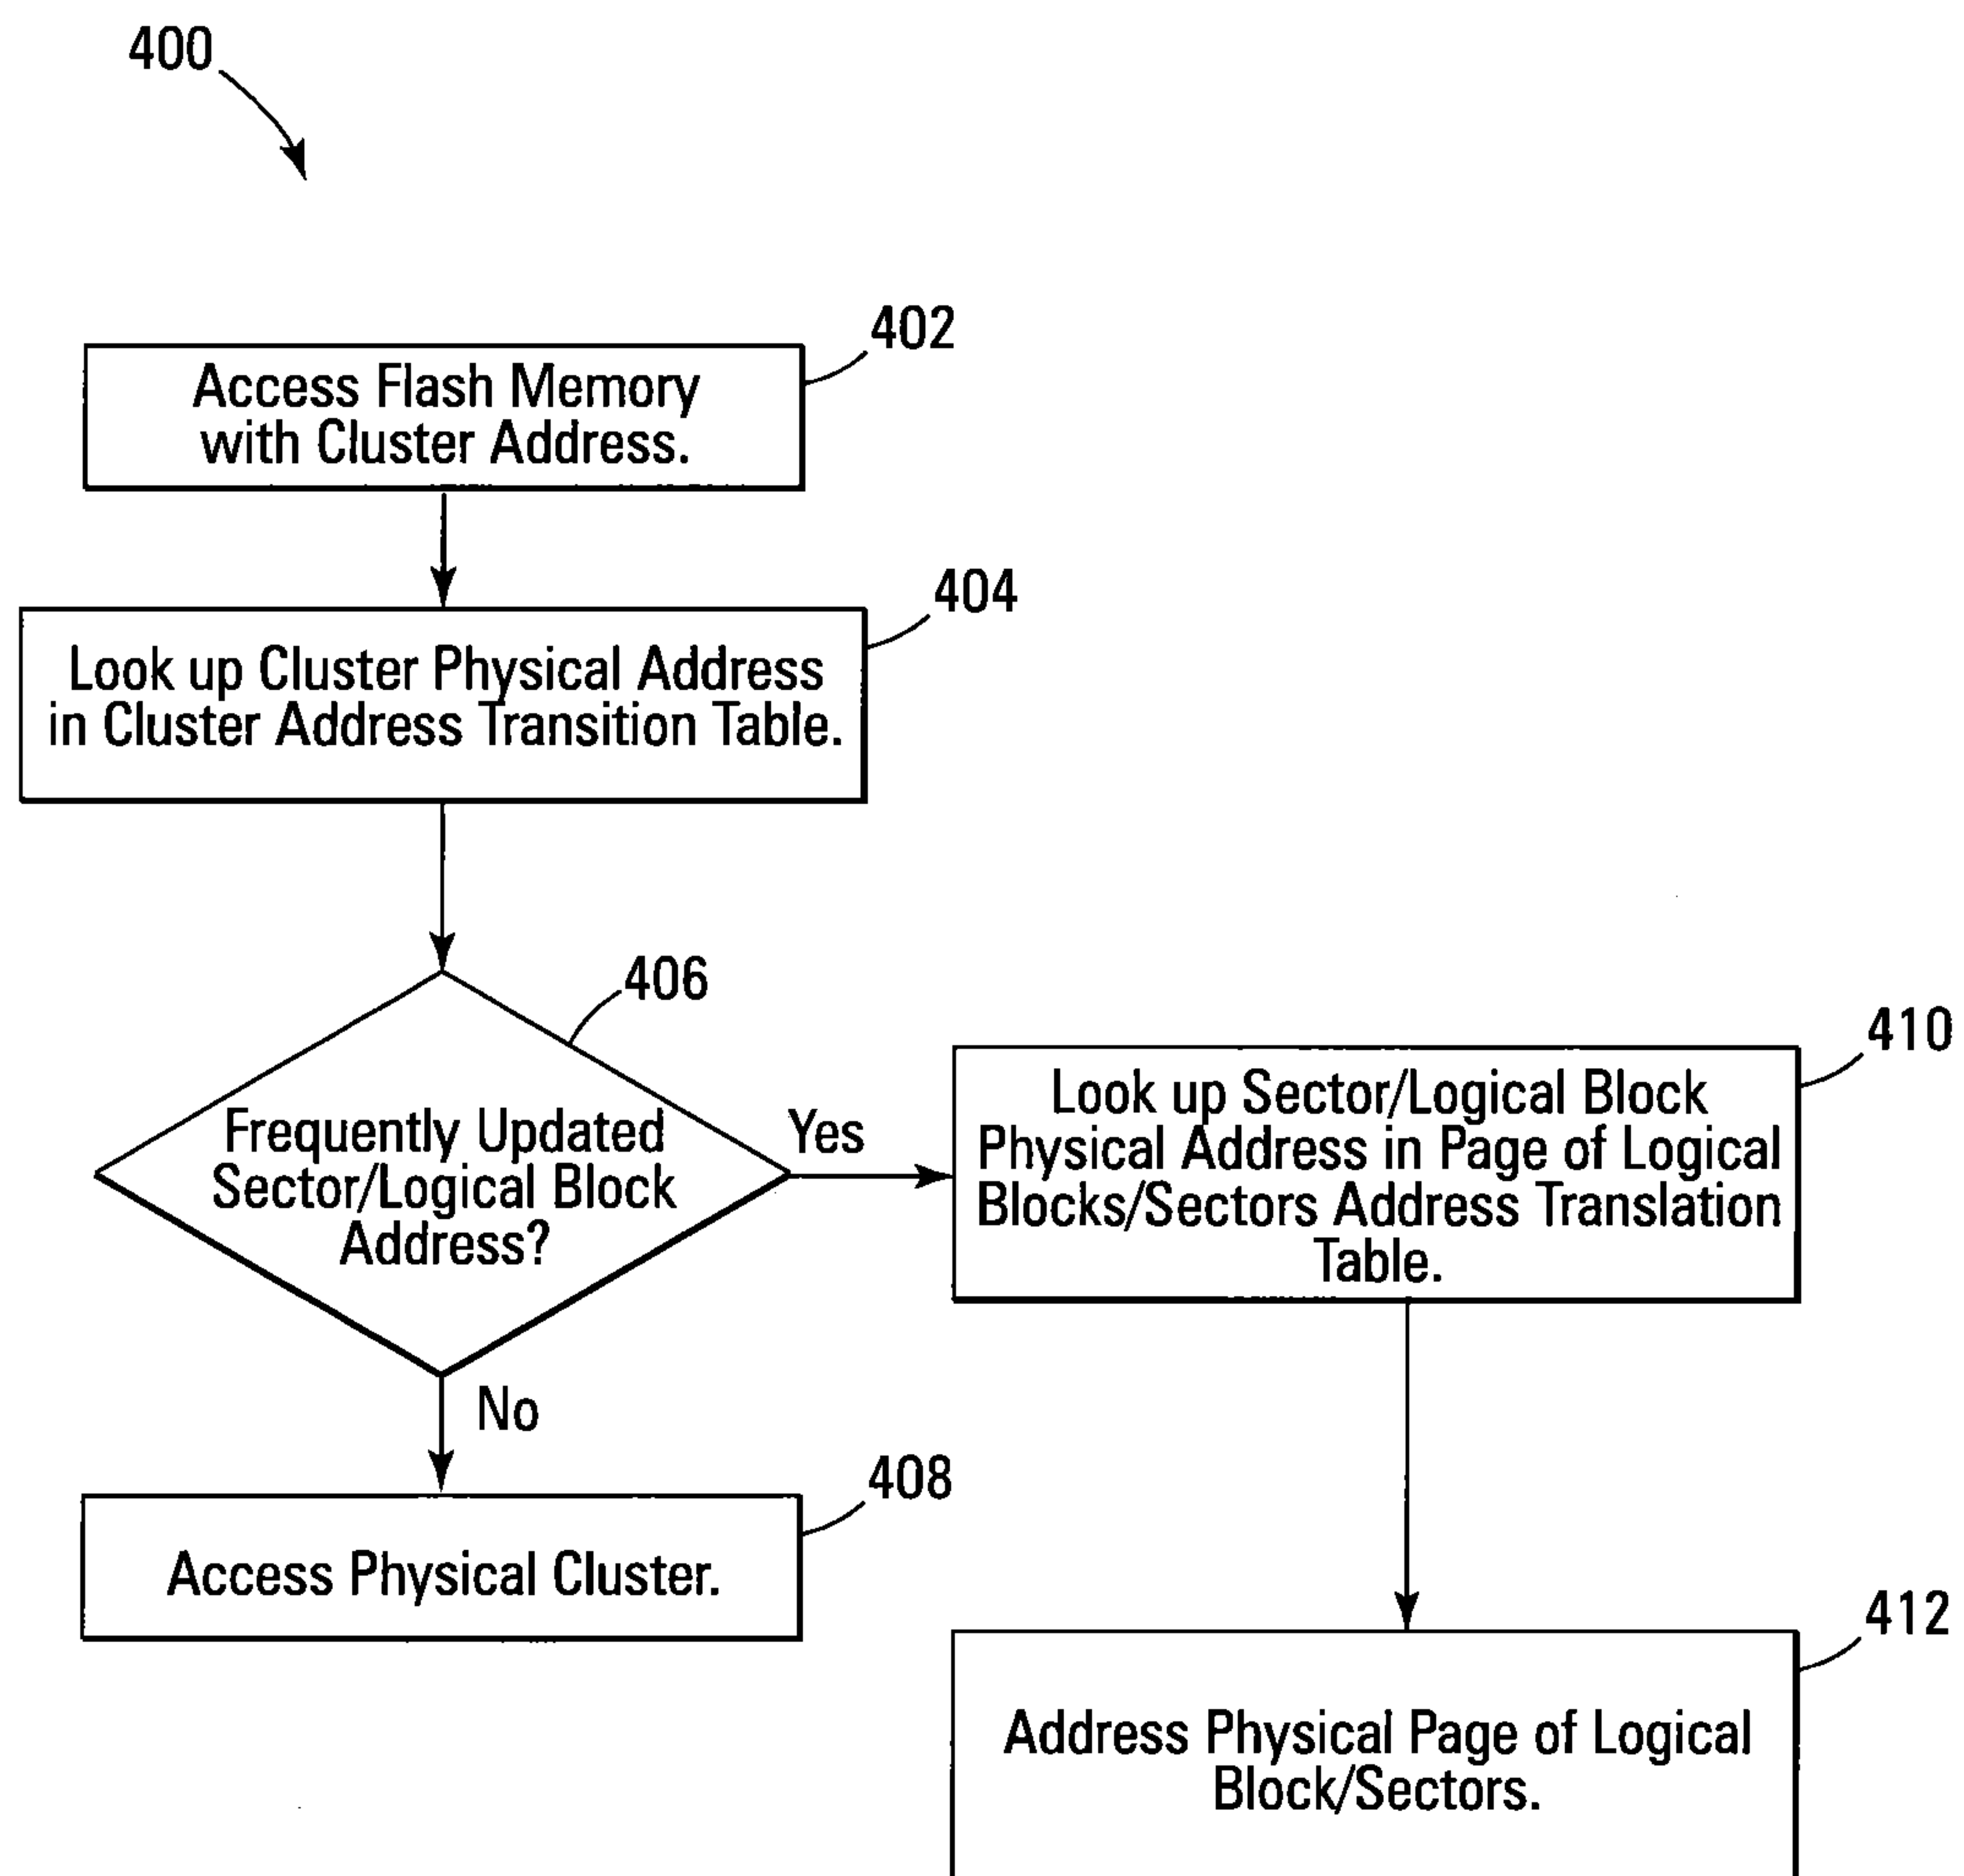 400
402
Access Flash Memory
with Cluster Address.
404
Look up Cluster Physical Address
in Cluster Address Transition Table.
406
Frequently Updated
Sector/Logical Block
Address?
Yes
410
Look up Sector/Logical Block
Physical Address in Page of Logical
Blocks/Sectors Address Translation
Table.
No
408
Access Physical Cluster.
412
Address Physical Page of Logical
Block/Sectors.